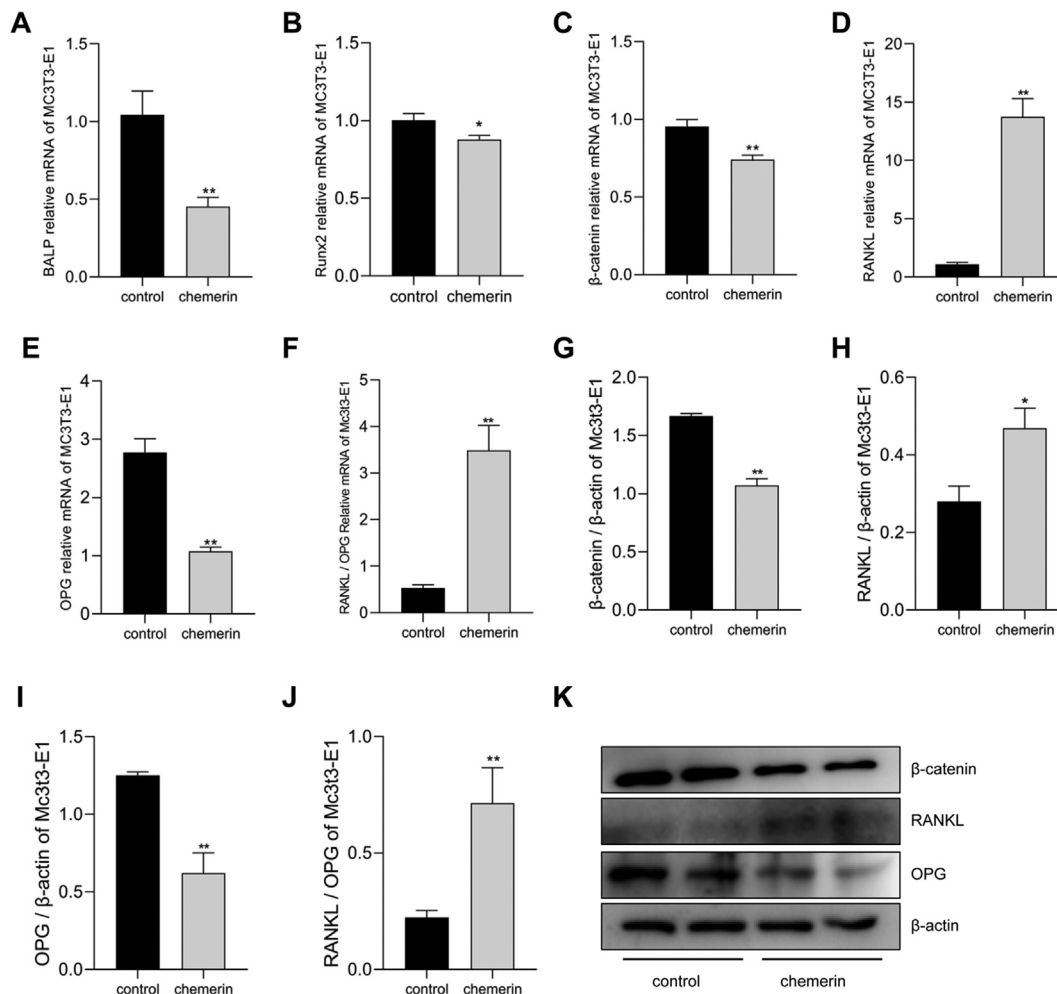 A
BALP relative mRNA of MC3T3-E1
1.5
1.0
0.5
0.0
**
control
chemerin
B
Runx2 relative mRNA of MC3T3-E1
1.5
1.0
0.5
0.0
*
control
chemerin
C
β-catenin relative mRNA of MC3T3-E1
1.5
1.0
0.5
0.0
**
control
chemerin
D
RANKL relative mRNA of MC3T3-E1
20
15
10
5
0
**
control
chemerin
E
OPG relative mRNA of MC3T3-E1
4
3
2
1
0
**
control
chemerin
F
RANKL / OPG Relative mRNA of Mc3t3-E1
5
4
3
2
1
0
**
control
chemerin
G
β-catenin / β-actin of Mc3t3-E1
2.0
1.5
1.0
1.5
0.0
**
control
chemerin
H
RANKL / β-actin of Mc3t3-E1
0.6
0.4
0.2
0.0
*
control
chemerin
I
OPG / β-actin of Mc3t3-E1
1.5
1.0
0.5
0.0
**
control
chemerin
J
RANKL / OPG of Mc3t3-E1
1.0
0.5
0.0
**
control
chemerin
K
β-catenin
RANKL
OPG
β-actin
control
chemerin